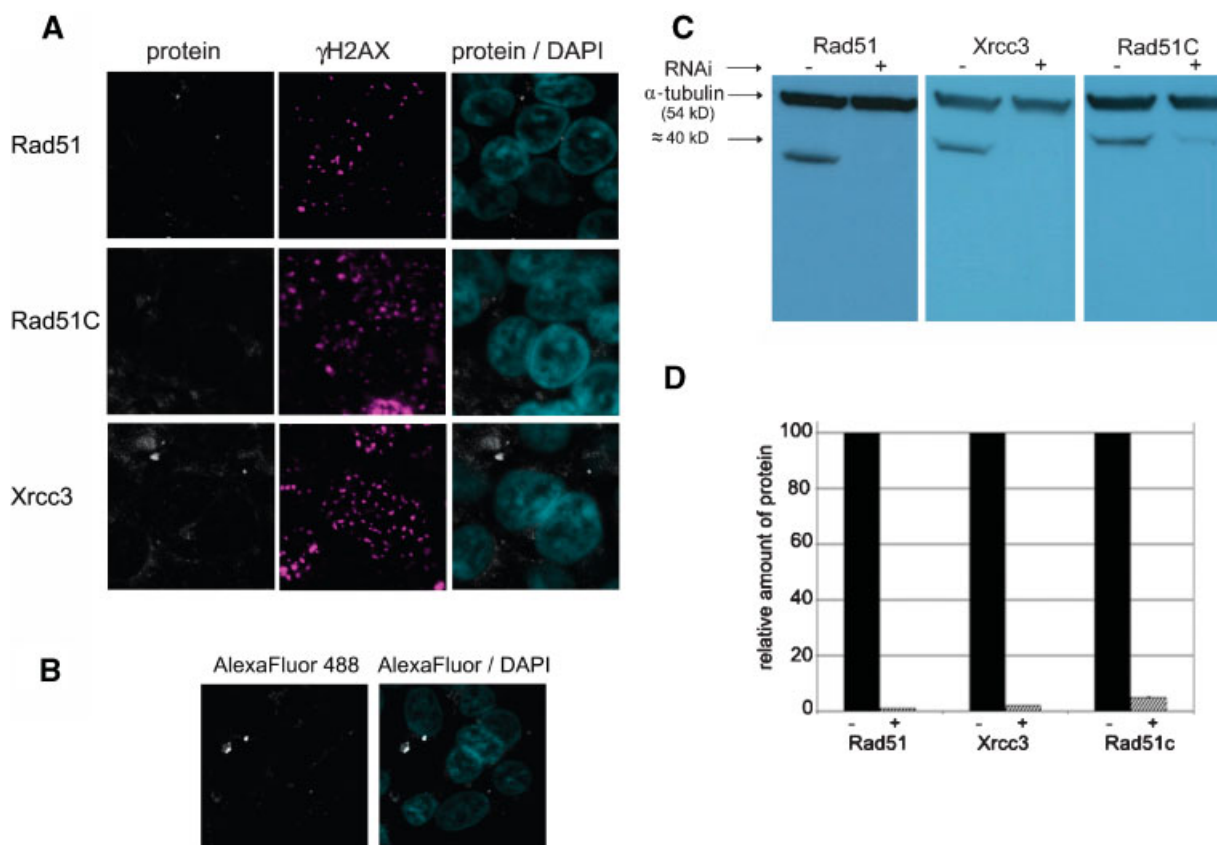 A
protein γH2AX protein / DAPI
Rad51
Rad51C
Xrcc3
B
AlexaFluor 488 AlexaFluor / DAPI
C
Rad51 Xrcc3 Rad51C
RNAi - + - + - +
α-tubulin
(54 kD)
≈ 40 kD
D
relative amount of protein
100
80
60
40
20
0
- + - + - +
Rad51 Xrcc3 Rad51c